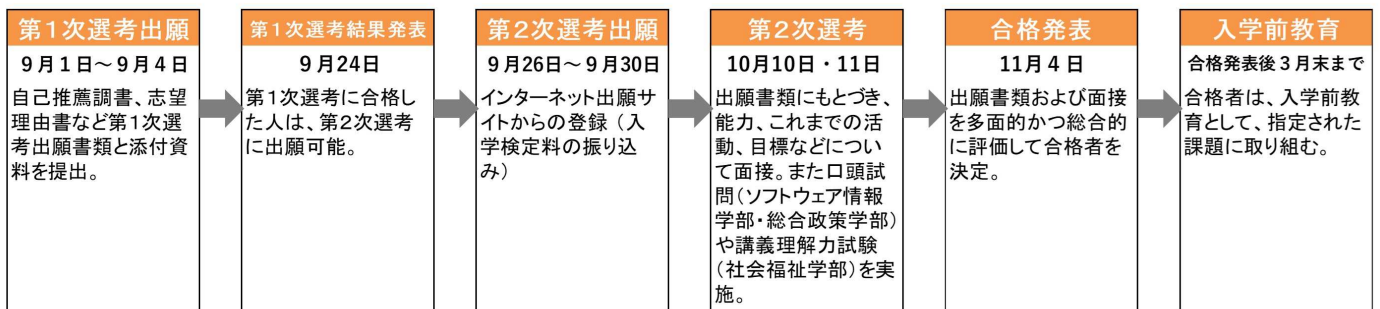 第１次選考出願
９月１日～９月４日
自己推薦調書、志望
理由書など第１次選
考出願書類と添付資
料を提出。
第１次選考結果発表
９月24日
第１次選考に合格し
た人は、第２次選考
に出願可能。
第２次選考出願
９月26日～９月30日
インターネット出願サ
イトからの登録（入
学検定料の振り込
み）
第２次選考
10月10日・11日
出願書類にもとづき、
能力、これまでの活
動、目標などについ
て面接。また口頭試
問（ソフトウェア情報
学部・総合政策学部）
や講義理解力試験
（社会福祉学部）を実
施。
合格発表
11月４日
出願書類および面接
を多面的かつ総合的
に評価して合格者を
決定。
入学前教育
合格発表後３月末まで
合格者は、入学前教
育として、指定された
課題に取り組む。